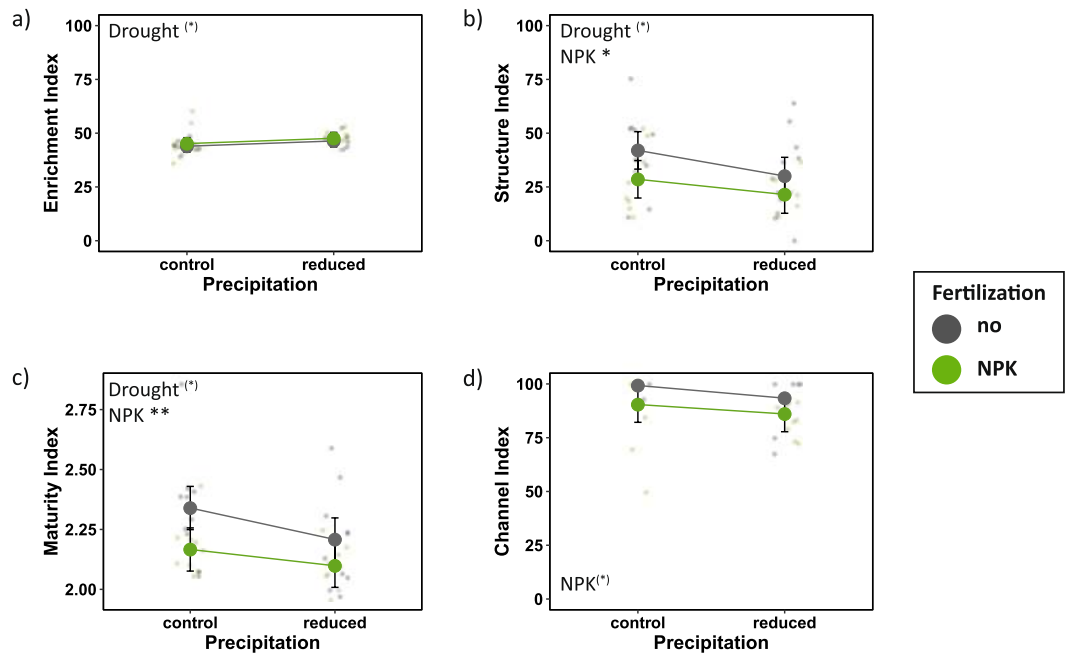 a)
Drought (*)
100
75
50
25
0
Enrichment Index
control
reduced
Precipitation
b)
Drought (*)
NPK *
100
75
50
25
0
Structure Index
control
reduced
Precipitation
Fertilization
no
NPK
c)
Drought (*)
NPK **
2.75
2.50
2.25
2.00
Maturity Index
control
reduced
Precipitation
d)
100
75
50
25
0
Channel Index
NPK(*)
control
reduced
Precipitation